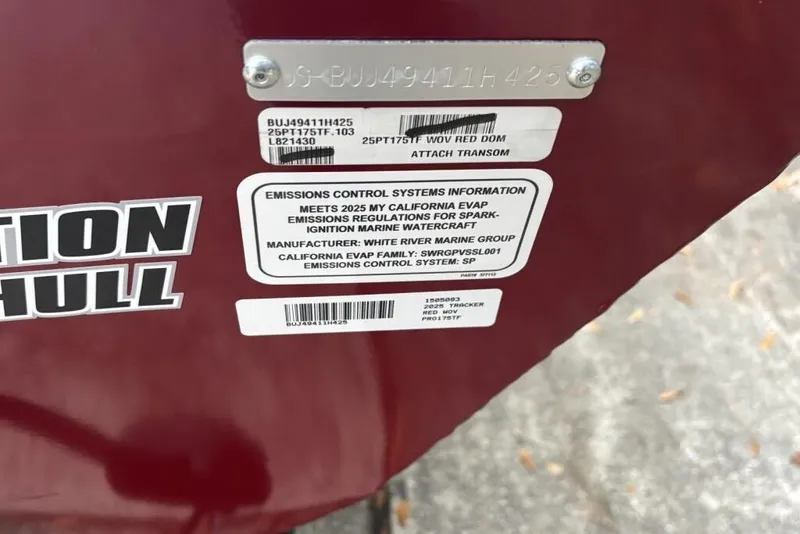 US-BUJ49411H425
BUJ49411H425
25PT175TF.103
L821430
25PT175TF WOV RED DOM
ATTACH TRANSOM
EMISSIONS CONTROL SYSTEMS INFORMATION
MEETS 2025 MY CALIFORNIA EVAP
EMISSIONS REGULATIONS FOR SPARK-
IGNITION MARINE WATERCRAFT
MANUFACTURER: WHITE RIVER MARINE GROUP
CALIFORNIA EVAP FAMILY: SWRGPVSSL001
EMISSIONS CONTROL SYSTEM: SP
TION
HULL
BUJ49411H425
1505093
2025 TRACKER
RED WOV
PRO175TF